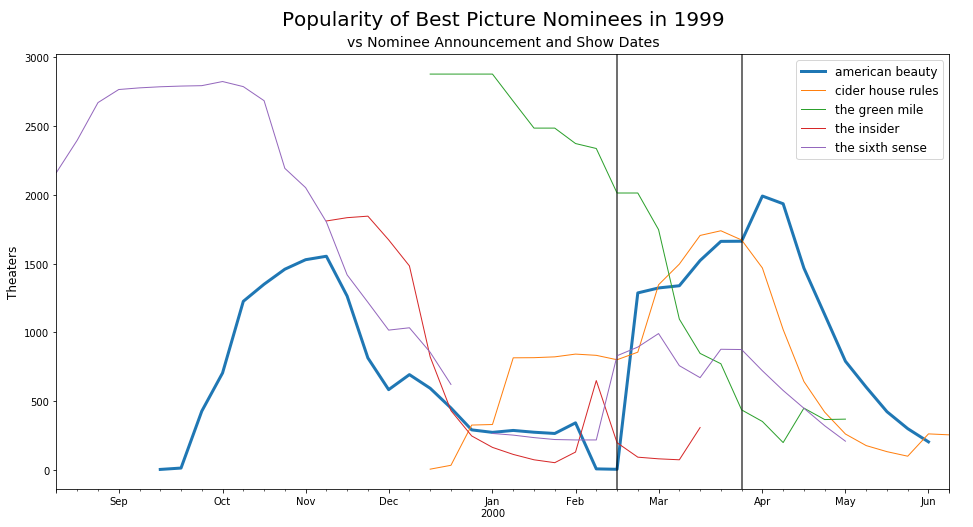 Popularity of Best Picture Nominees in 1999
vs Nominee Announcement and Show Dates
3000
2500
2000
1500
1000
500
0
Theaters
american beauty
cider house rules
the green mile
the insider
the sixth sense
Sep Oct Nov Dec Jan Feb Mar Apr May Jun
2000